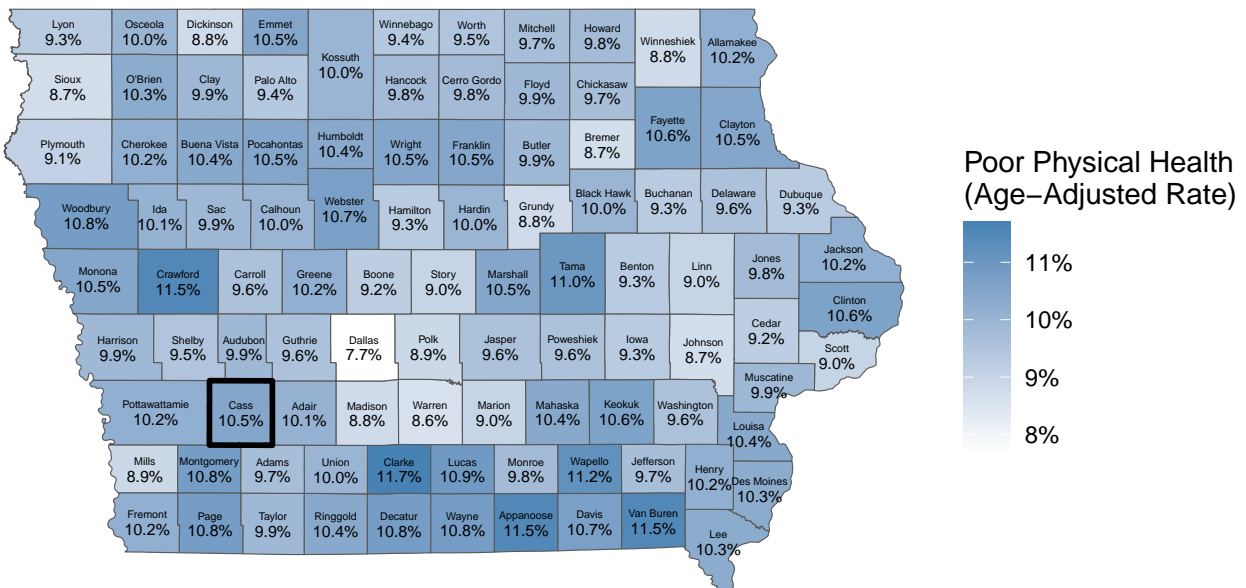 Lyon
9.3%
Osceola
10.0%
Dickinson
8.8%
Emmet
10.5%
Kossuth
10.0%
Winnebago
9.4%
Worth
9.5%
Mitchell
9.7%
Howard
9.8%
Winneshiek
8.8%
Allamakee
10.2%
Sioux
8.7%
O'Brien
10.3%
Clay
9.9%
Palo Alto
9.4%
Hancock
9.8%
Cerro Gordo
9.8%
Floyd
9.9%
Chickasaw
9.7%
Fayette
10.6%
Clayton
10.5%
Plymouth
9.1%
Cherokee
10.2%
Buena Vista
10.4%
Pocahontas
10.5%
Humboldt
10.4%
Wright
10.5%
Franklin
10.5%
Butler
9.9%
Bremer
8.7%
Woodbury
10.8%
Ida
10.1%
Sac
9.9%
Calhoun
10.0%
Webster
10.7%
Hamilton
9.3%
Hardin
10.0%
Grundy
8.8%
Black Hawk
10.0%
Buchanan
9.3%
Delaware
9.6%
Dubuque
9.3%
Monona
10.5%
Crawford
11.5%
Carroll
9.6%
Greene
10.2%
Boone
9.2%
Story
9.0%
Marshall
10.5%
Tama
11.0%
Benton
9.3%
Linn
9.0%
Jones
9.8%
Jackson
10.2%
Clinton
10.6%
Harrison
9.9%
Shelby
9.5%
Audubon
9.9%
Guthrie
9.6%
Dallas
7.7%
Polk
8.9%
Jasper
9.6%
Poweshiek
9.6%
Iowa
9.3%
Johnson
8.7%
Cedar
9.2%
Scott
9.0%
Muscatine
9.9%
Pottawattamie
10.2%
Cass
10.5%
Adair
10.1%
Madison
8.8%
Warren
8.6%
Marion
9.0%
Mahaska
10.4%
Keokuk
10.6%
Washington
9.6%
Louisa
10.4%
Mills
8.9%
Montgomery
10.8%
Adams
9.7%
Union
10.0%
Clarke
11.7%
Lucas
10.9%
Monroe
9.8%
Wapello
11.2%
Jefferson
9.7%
Henry
10.2%
Des Moines
10.3%
Fremont
10.2%
Page
10.8%
Taylor
9.9%
Ringgold
10.4%
Decatur
10.8%
Wayne
10.8%
Appanoose
11.5%
Davis
10.7%
Van Buren
11.5%
Lee
10.3%
Poor Physical Health
(Age−Adjusted Rate)
11%
10%
9%
8%